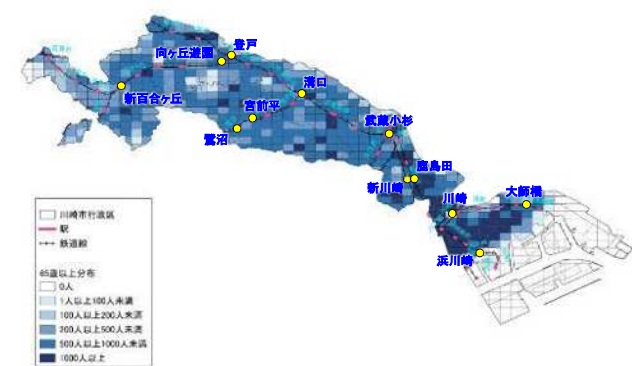 登戸
向ヶ丘遊園
溝口
新百合ヶ丘
宮前平
武蔵小杉
鷺沼
鹿島田
新川崎
川崎
大師橋
浜川崎
川崎市行政区
駅
鉄道線
65歳以上分布
0人
1人以上100人未満
100人以上200人未満
200人以上500人未満
500人以上1000人未満
1000人以上